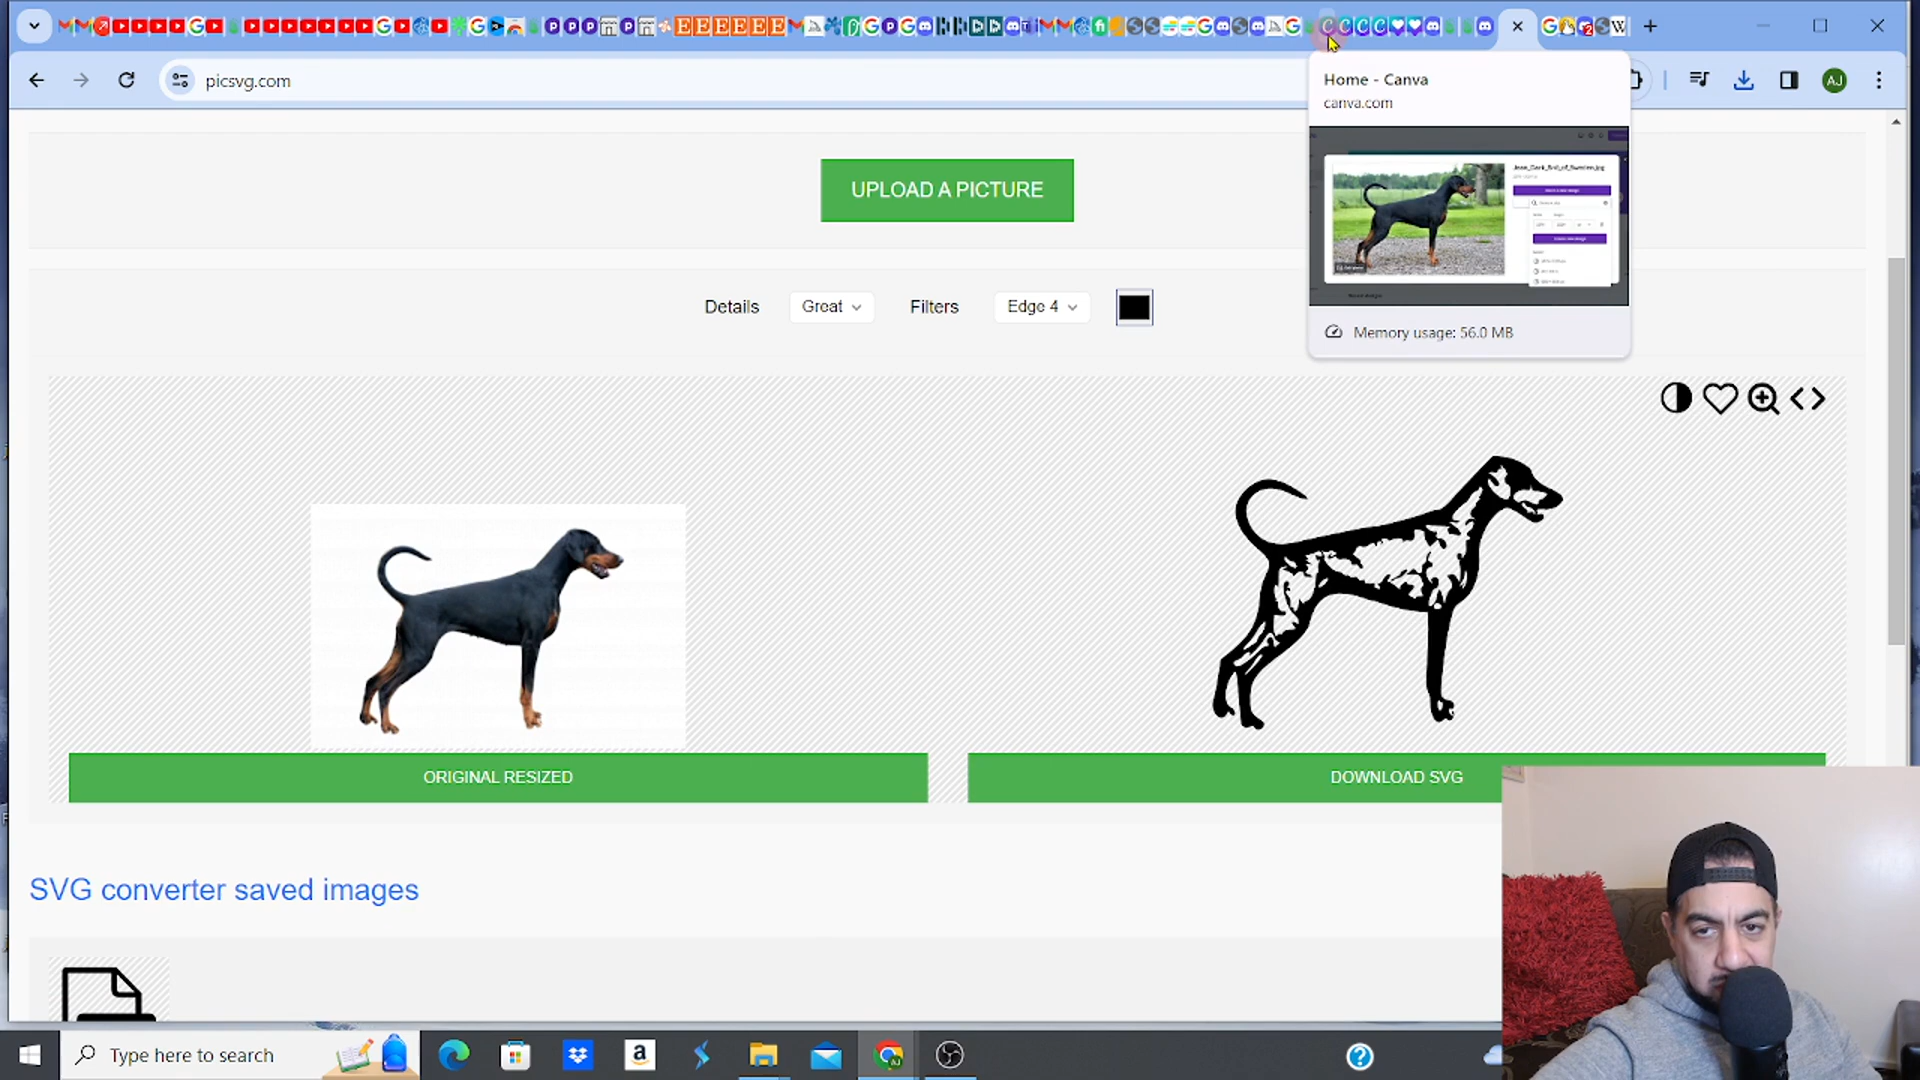 picsvg.com
AJ
Home - Canva
canva.com
Memory usage: 56.0 MB
UPLOAD A PICTURE
Details
Great
Filters
Edge 4
ORIGINAL RESIZED
DOWNLOAD SVG
SVG converter saved images
Type here to search